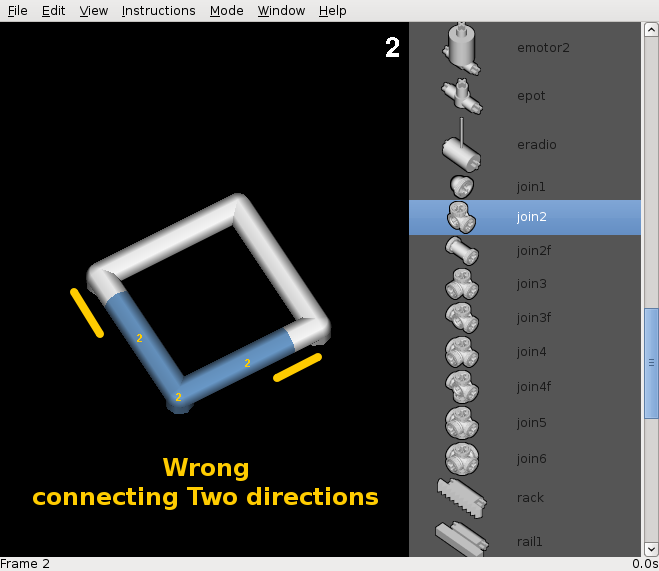 File Edit View Instructions Mode Window Help
2
emotor2
epot
eradio
join1
join2
join2f
join3
join3f
join4
join4f
join5
join6
rack
rail1
2
2
2
Wrong
connecting Two directions
Frame 2
0.0s